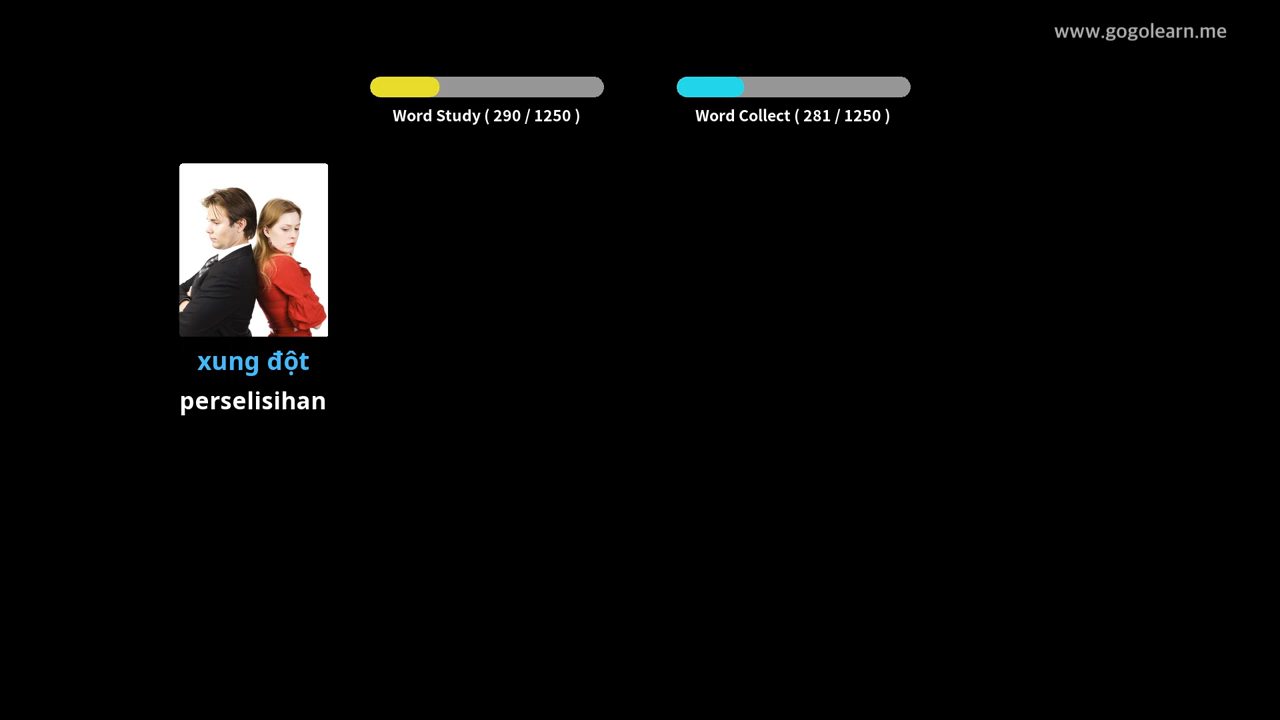 www.gogolearn.me
Word Study ( 290 / 1250 )
Word Collect ( 281 / 1250 )
xung đột
perselisihan